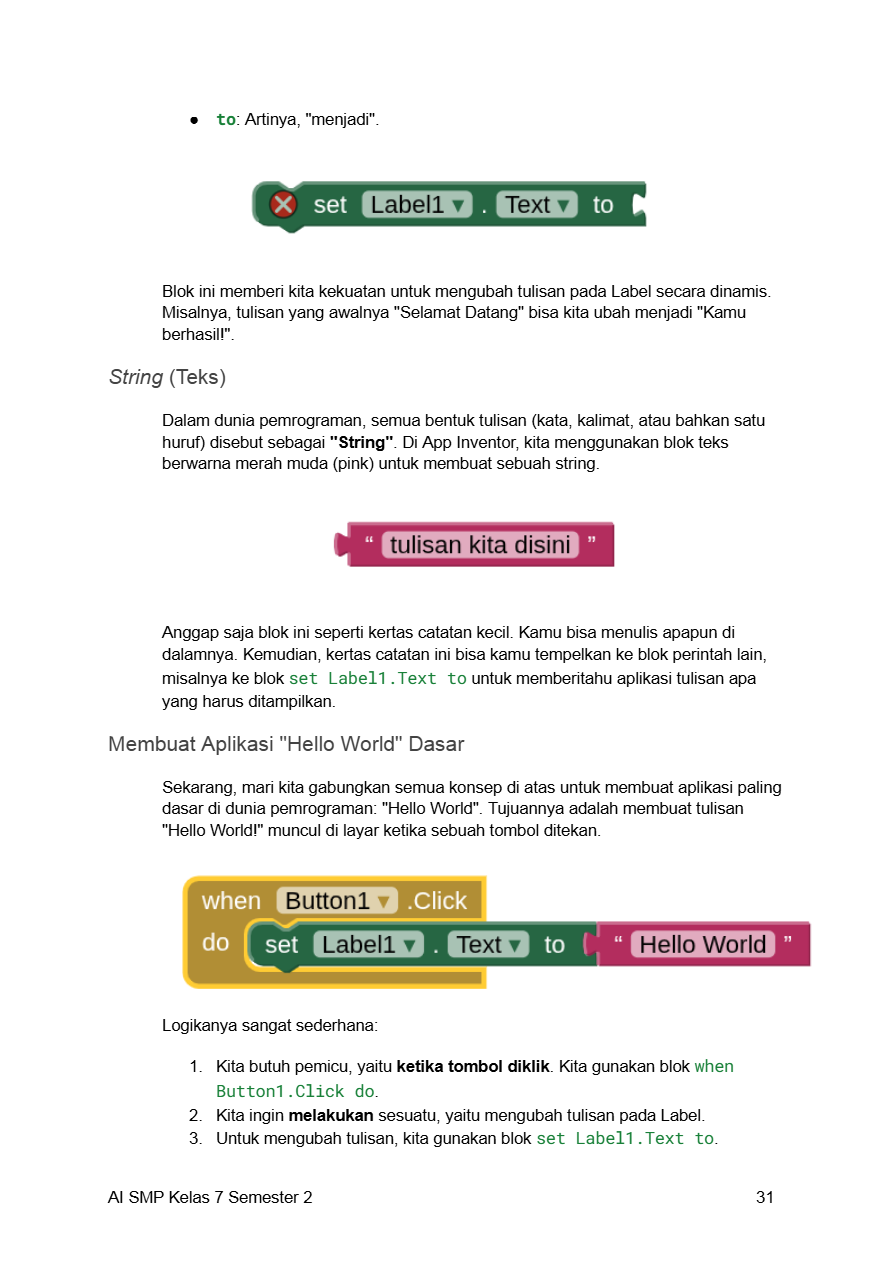 ● to: Artinya, "menjadi".
set Label1 ▾ . Text ▾ to
Blok ini memberi kita kekuatan untuk mengubah tulisan pada Label secara dinamis.
Misalnya, tulisan yang awalnya "Selamat Datang" bisa kita ubah menjadi "Kamu
berhasil!".
String (Teks)
Dalam dunia pemrograman, semua bentuk tulisan (kata, kalimat, atau bahkan satu
huruf) disebut sebagai "String". Di App Inventor, kita menggunakan blok teks
berwarna merah muda (pink) untuk membuat sebuah string.
“ tulisan kita disini ”
Anggap saja blok ini seperti kertas catatan kecil. Kamu bisa menulis apapun di
dalamnya. Kemudian, kertas catatan ini bisa kamu tempelkan ke blok perintah lain,
misalnya ke blok set Label1.Text to untuk memberitahu aplikasi tulisan apa
yang harus ditampilkan.
Membuat Aplikasi "Hello World" Dasar
Sekarang, mari kita gabungkan semua konsep di atas untuk membuat aplikasi paling
dasar di dunia pemrograman: "Hello World". Tujuannya adalah membuat tulisan
"Hello World!" muncul di layar ketika sebuah tombol ditekan.
when Button1 ▾ .Click
do set Label1 ▾ . Text ▾ to “ Hello World ”
Logikanya sangat sederhana:
1. Kita butuh pemicu, yaitu ketika tombol diklik. Kita gunakan blok when
Button1.Click do.
2. Kita ingin melakukan sesuatu, yaitu mengubah tulisan pada Label.
3. Untuk mengubah tulisan, kita gunakan blok set Label1.Text to.
AI SMP Kelas 7 Semester 2 31